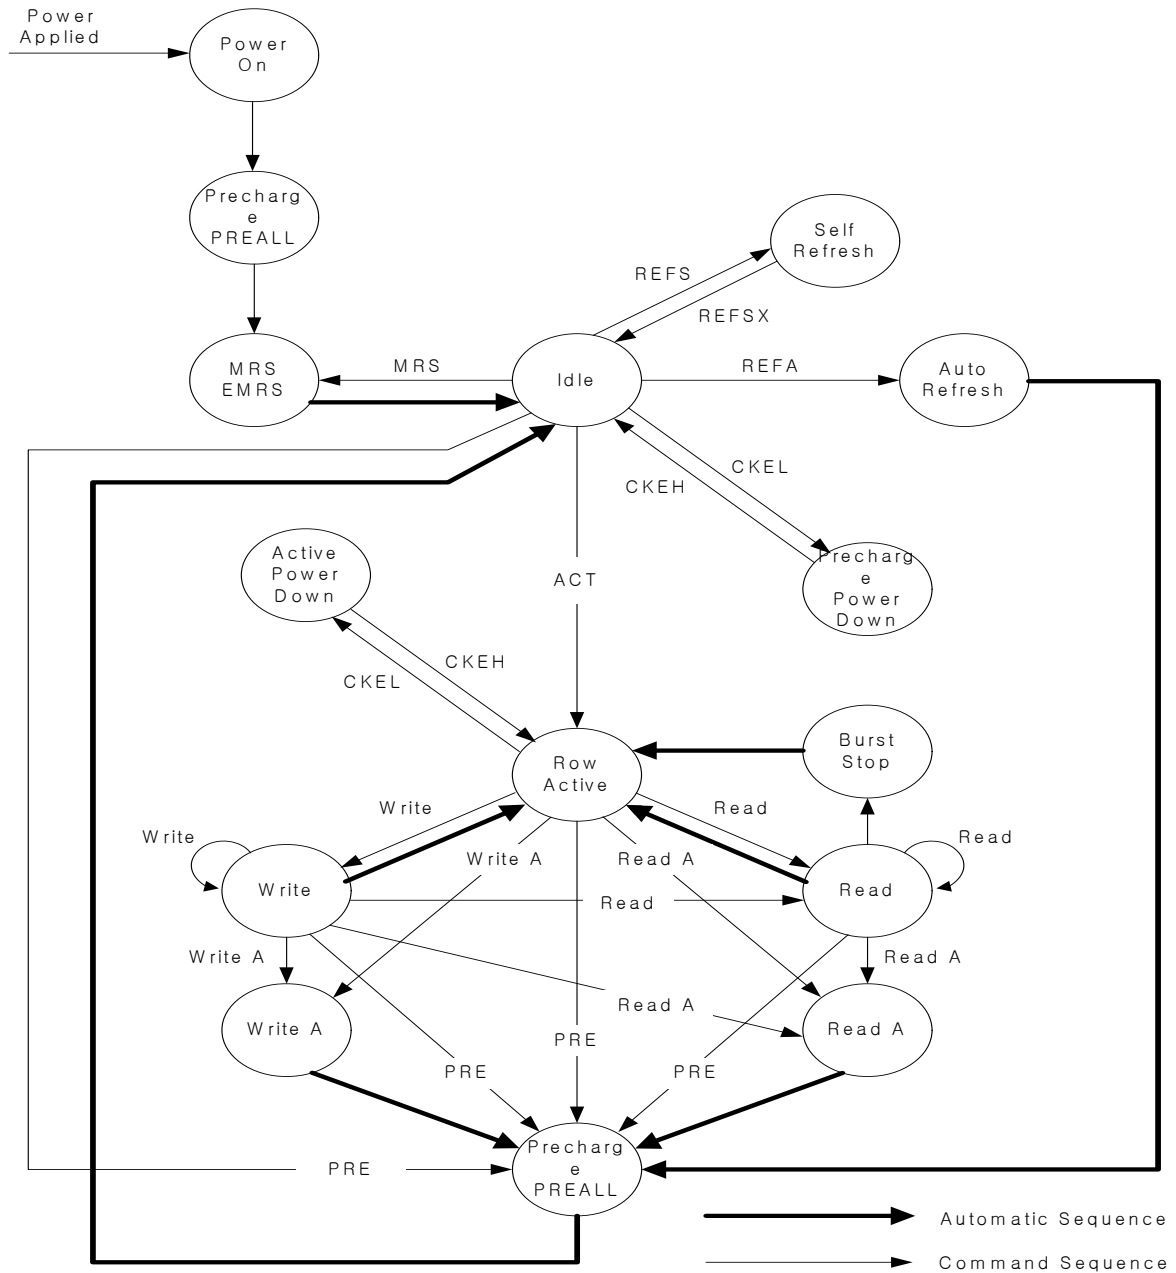 Power
Applied
Power
On
Precharg
e
PREALL
Self
Refresh
REFS
REFSX
MRS
EMRS
MRS
Idle
REFA
Auto
Refresh
CKEL
CKEH
Active
Power
Down
ACT
Precharg
e
Power
Down
CKEH
CKEL
Row
Active
Burst
Stop
Write
Read
Write
Write A
Read A
Read
Write
Read
Read
Write A
Read A
Write A
Read A
Read A
PRE
PRE
PRE
Precharg
e
PREALL
PRE
Automatic Sequence
Command Sequence